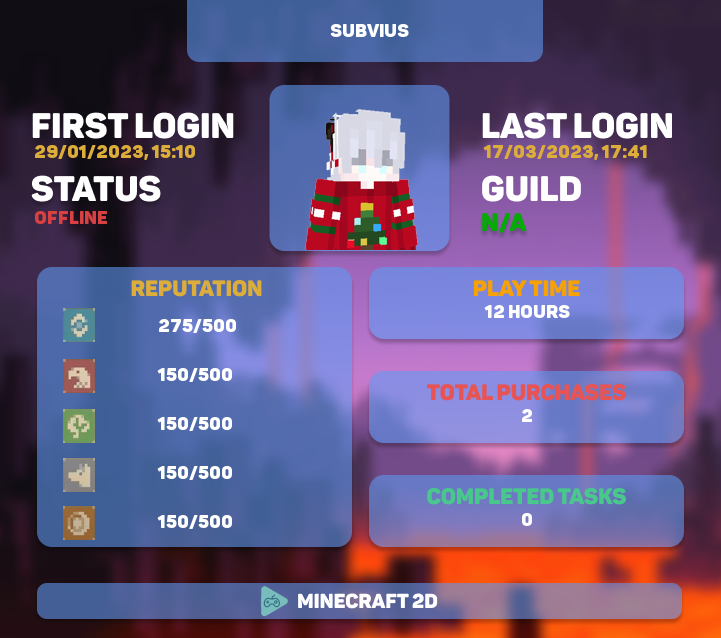 SUBVIUS
FIRST LOGIN
29/01/2023, 15:10
STATUS
OFFLINE
LAST LOGIN
17/03/2023, 17:41
GUILD
N/A
REPUTATION
275/500
150/500
150/500
150/500
150/500
PLAY TIME
12 HOURS
TOTAL PURCHASES
2
COMPLETED TASKS
0
MINECRAFT 2D